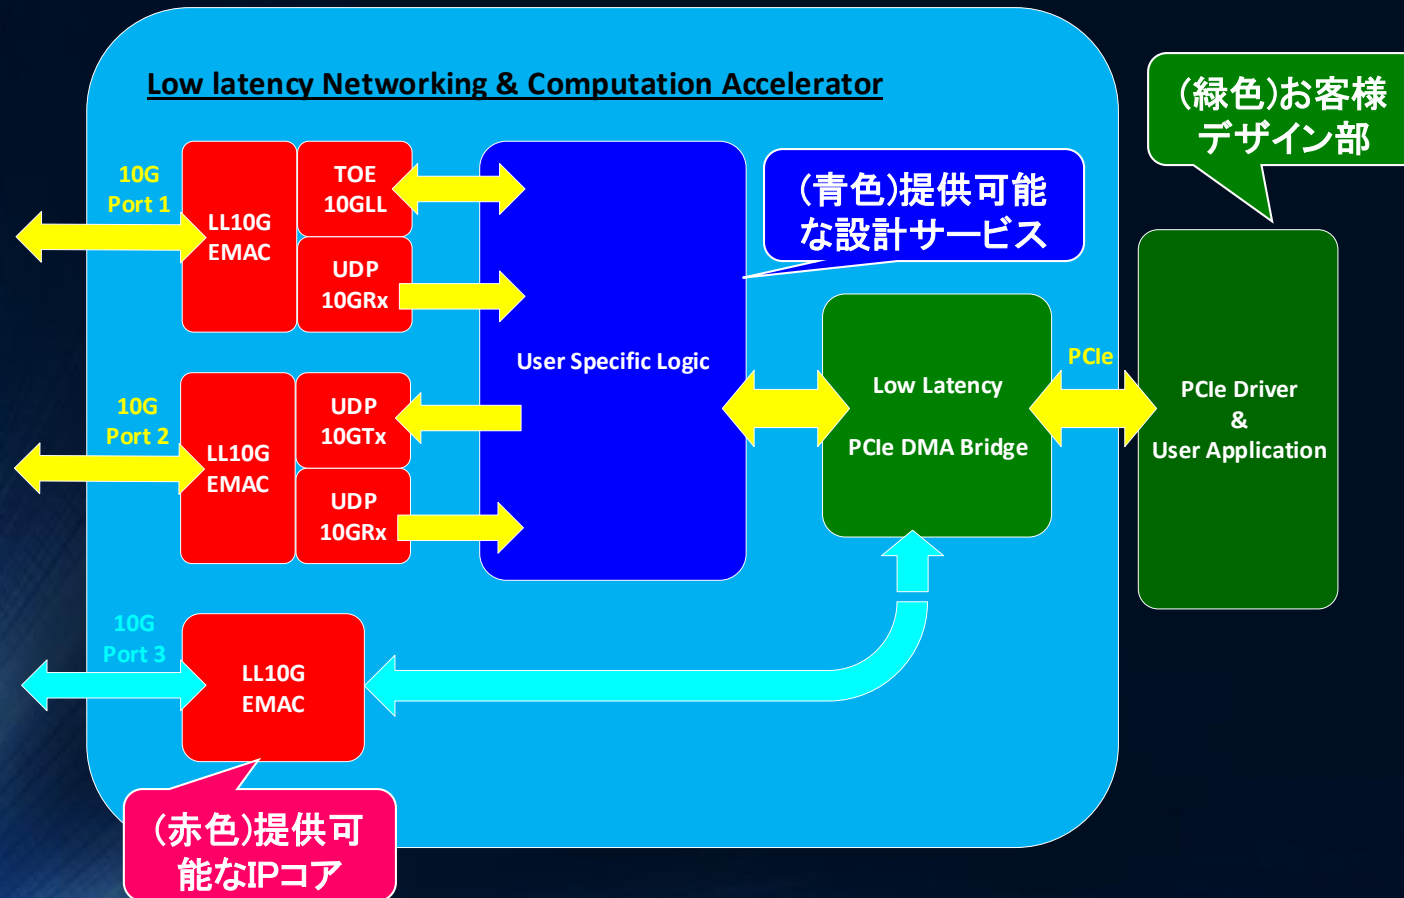 Low latency Networking & Computation Accelerator
(緑色)お客様
デザイン部
10G
Port 1
LL10G
EMAC
TOE
10GLL
UDP
10GRx
(青色)提供可能
な設計サービス
User Specific Logic
10G
Port 2
LL10G
EMAC
UDP
10GTx
UDP
10GRx
Low Latency
PCIe DMA Bridge
PCIe
PCIe Driver
&
User Application
10G
Port 3
LL10G
EMAC
(赤色)提供可
能なIPコア